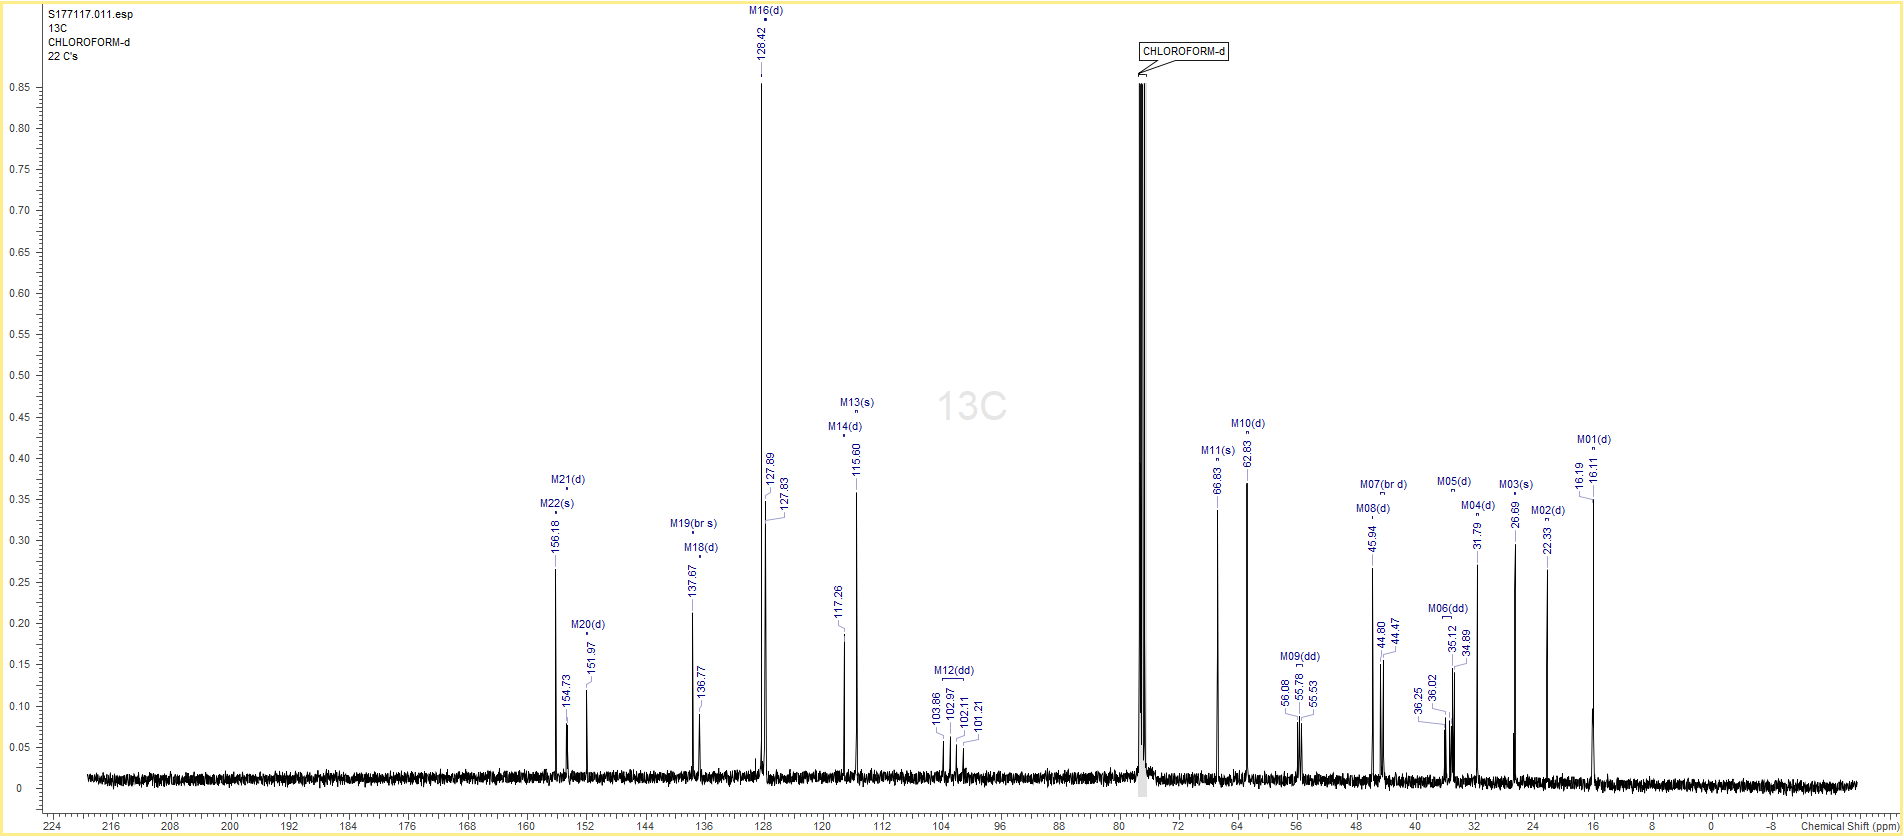 S177117.011.esp
13C
CHLOROFORM-d
22 C's
M16(d)
128.42
CHLOROFORM-d
13C
M21(d)
M22(s)
156.18
154.73
M20(d)
151.97
M19(br s)
M18(d)
137.67
136.77
127.89
127.83
M13(s)
M14(d)
117.26
115.60
M12(dd)
103.86
102.97
102.11
101.21
M10(d)
M11(s)
66.83
62.83
M09(dd)
56.08
55.78
55.53
M07(br d)
M08(d)
45.94
44.80
44.47
M05(d)
M06(dd)
36.25
36.02
35.12
34.89
M04(d)
31.79
M03(s)
26.69
M02(d)
22.33
M01(d)
16.19
16.11
0.85
0.80
0.75
0.70
0.65
0.60
0.55
0.50
0.45
0.40
0.35
0.30
0.25
0.20
0.15
0.10
0.05
0
224 216 208 200 192 184 176 168 160 152 144 136 128 120 112 104 96 88 80 72 64 56 48 40 32 24 16 8 0 -8 Chemical Shift (ppm)